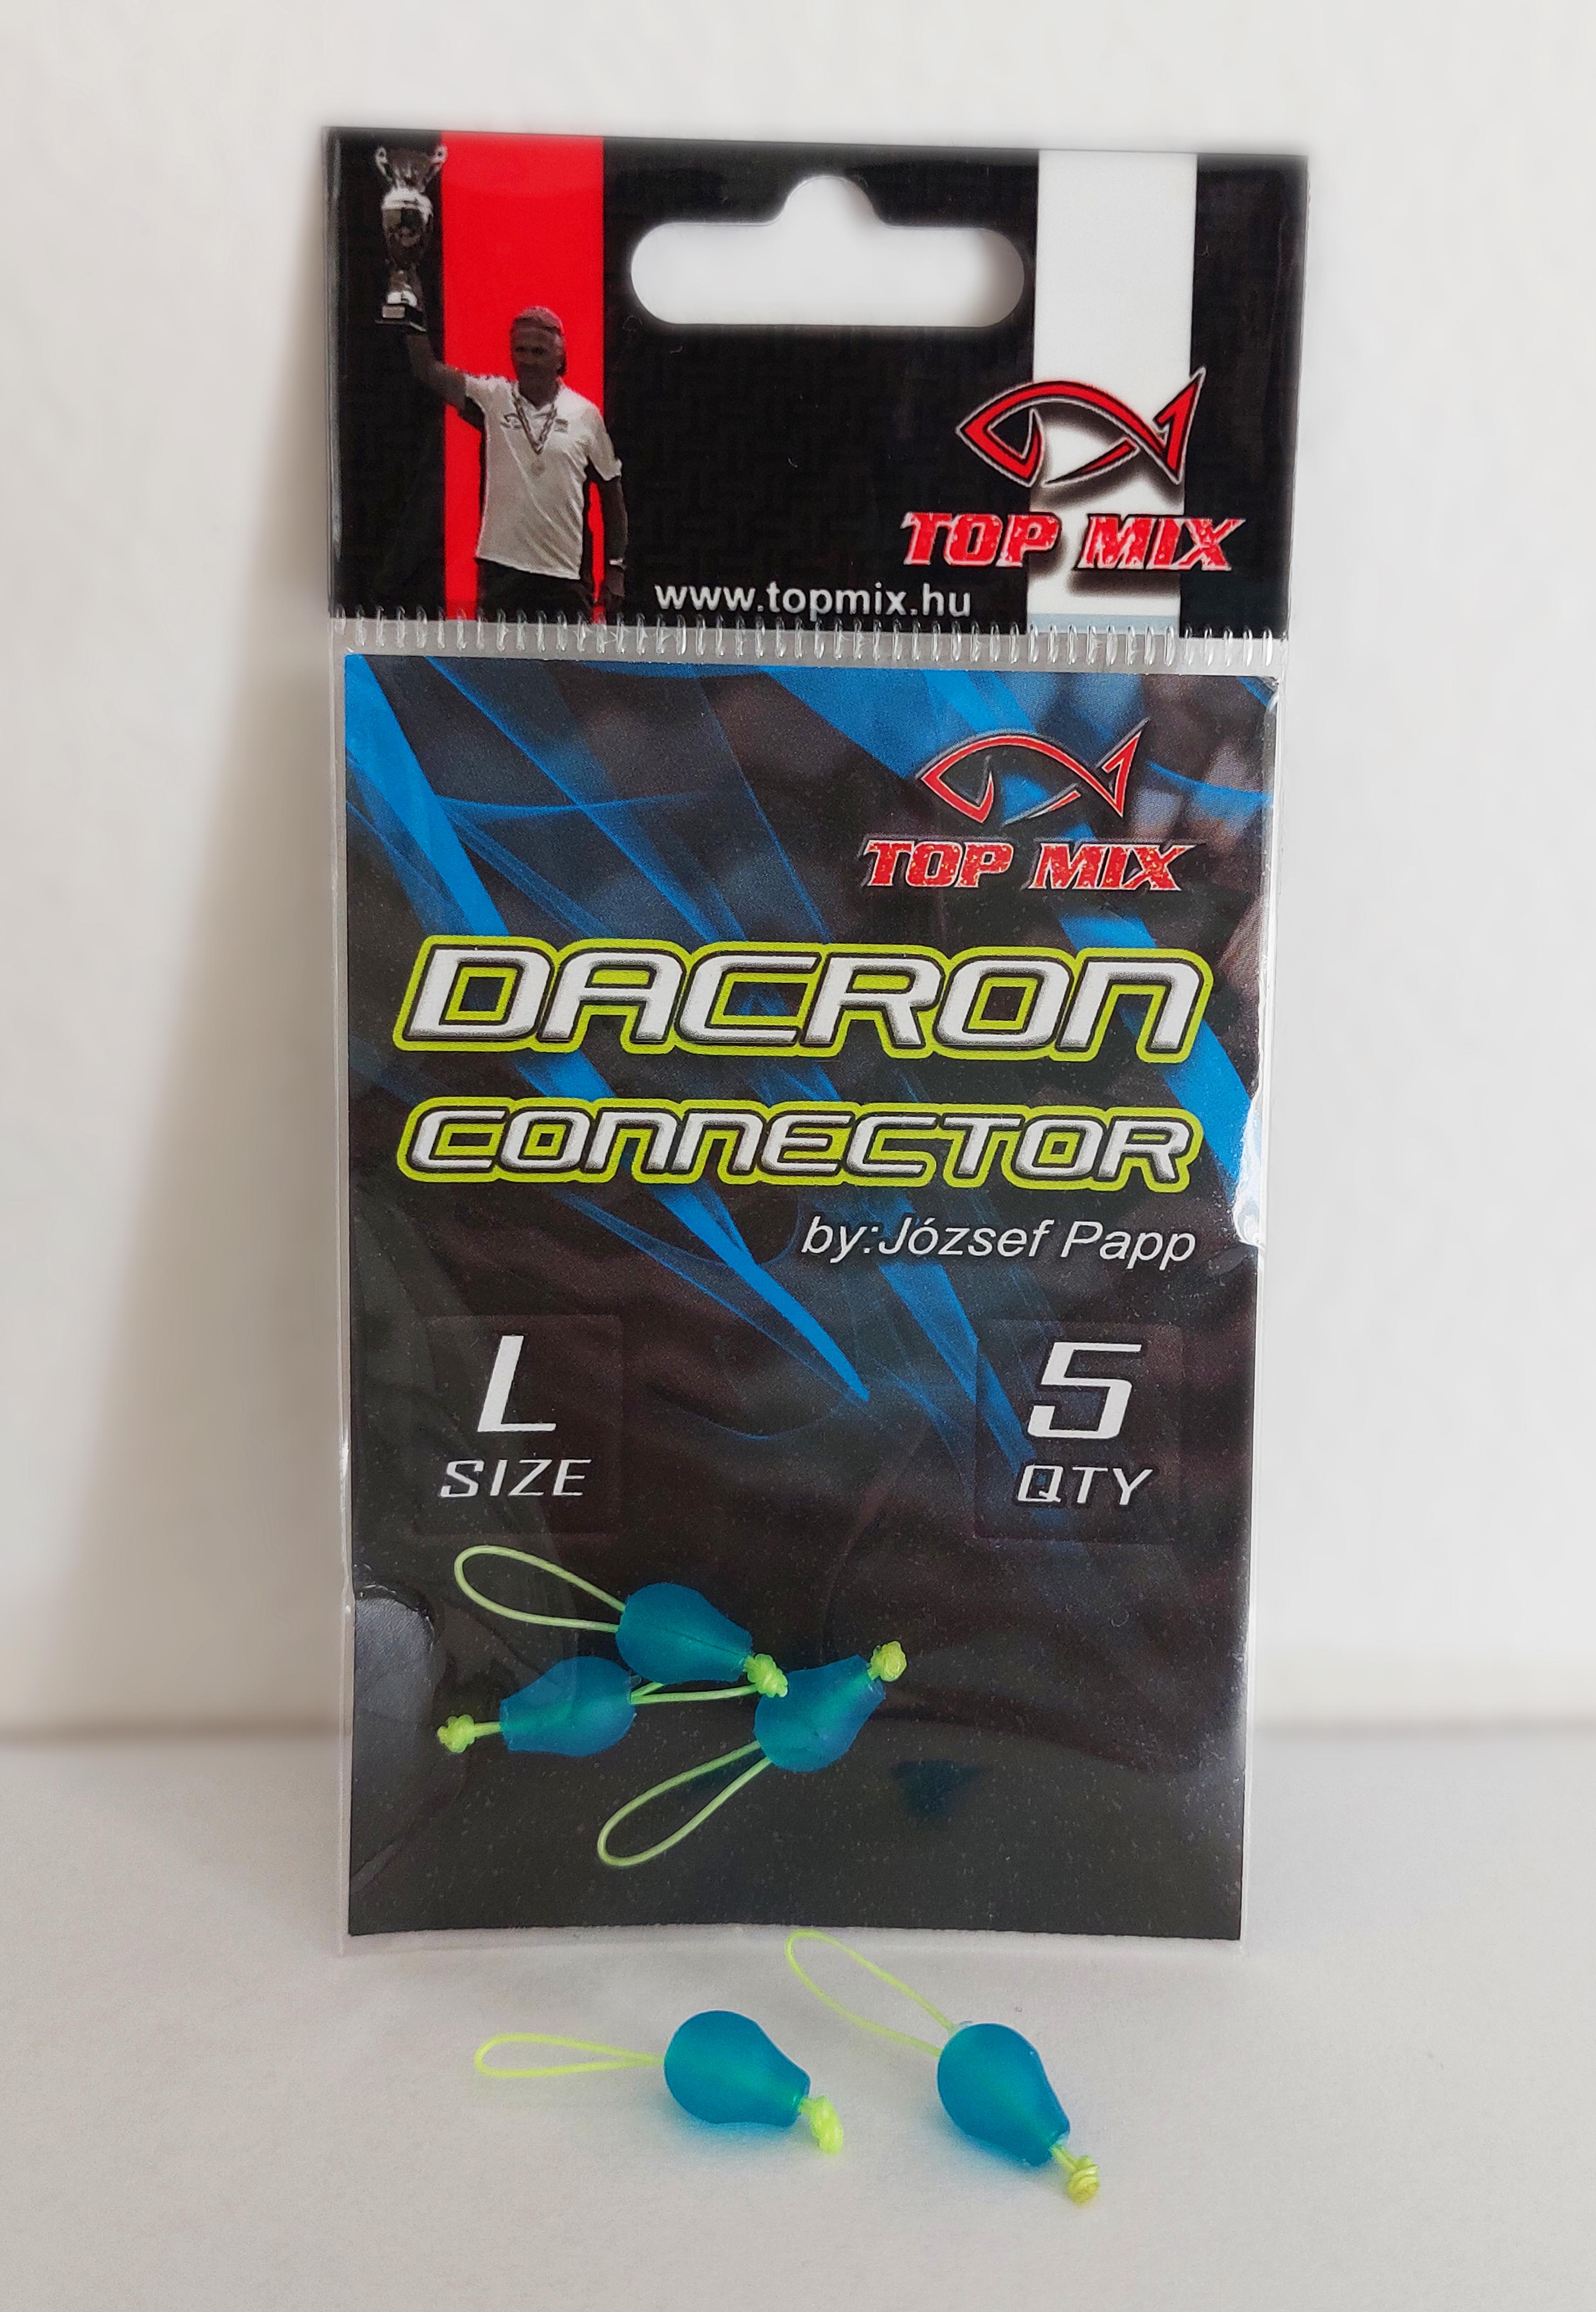 TOP MIX
www.topmix.hu
TOP MIX
DACRON
CONNECTOR
by:József Papp
L
SIZE
5
QTY